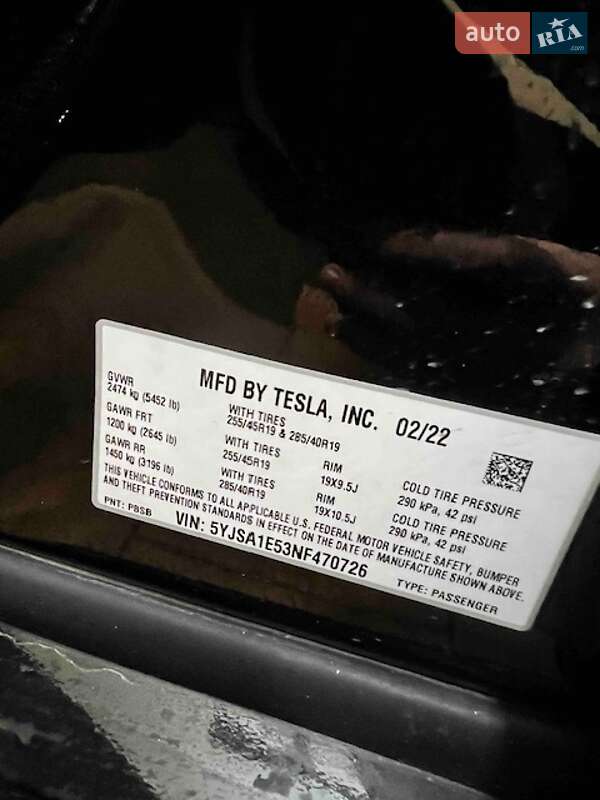 auto RIA .com
MFD BY TESLA, INC. 02/22
GVWR
2474 kg (5452 lb)
GAWR FRT
1200 kg (2645 lb)
GAWR RR
1450 kg (3196 lb)
WITH TIRES
255/45R19 & 285/40R19
WITH TIRES
255/45R19
WITH TIRES
285/40R19
RIM
19X9.5J
RIM
19X10.5J
COLD TIRE PRESSURE
290 kPa, 42 psi
COLD TIRE PRESSURE
290 kPa, 42 psi
THIS VEHICLE CONFORMS TO ALL APPLICABLE U.S. FEDERAL MOTOR VEHICLE SAFETY, BUMPER
AND THEFT PREVENTION STANDARDS IN EFFECT ON THE DATE OF MANUFACTURE SHOWN ABOVE.
PNT: PBSB
VIN: 5YJSA1E53NF470726
TYPE: PASSENGER